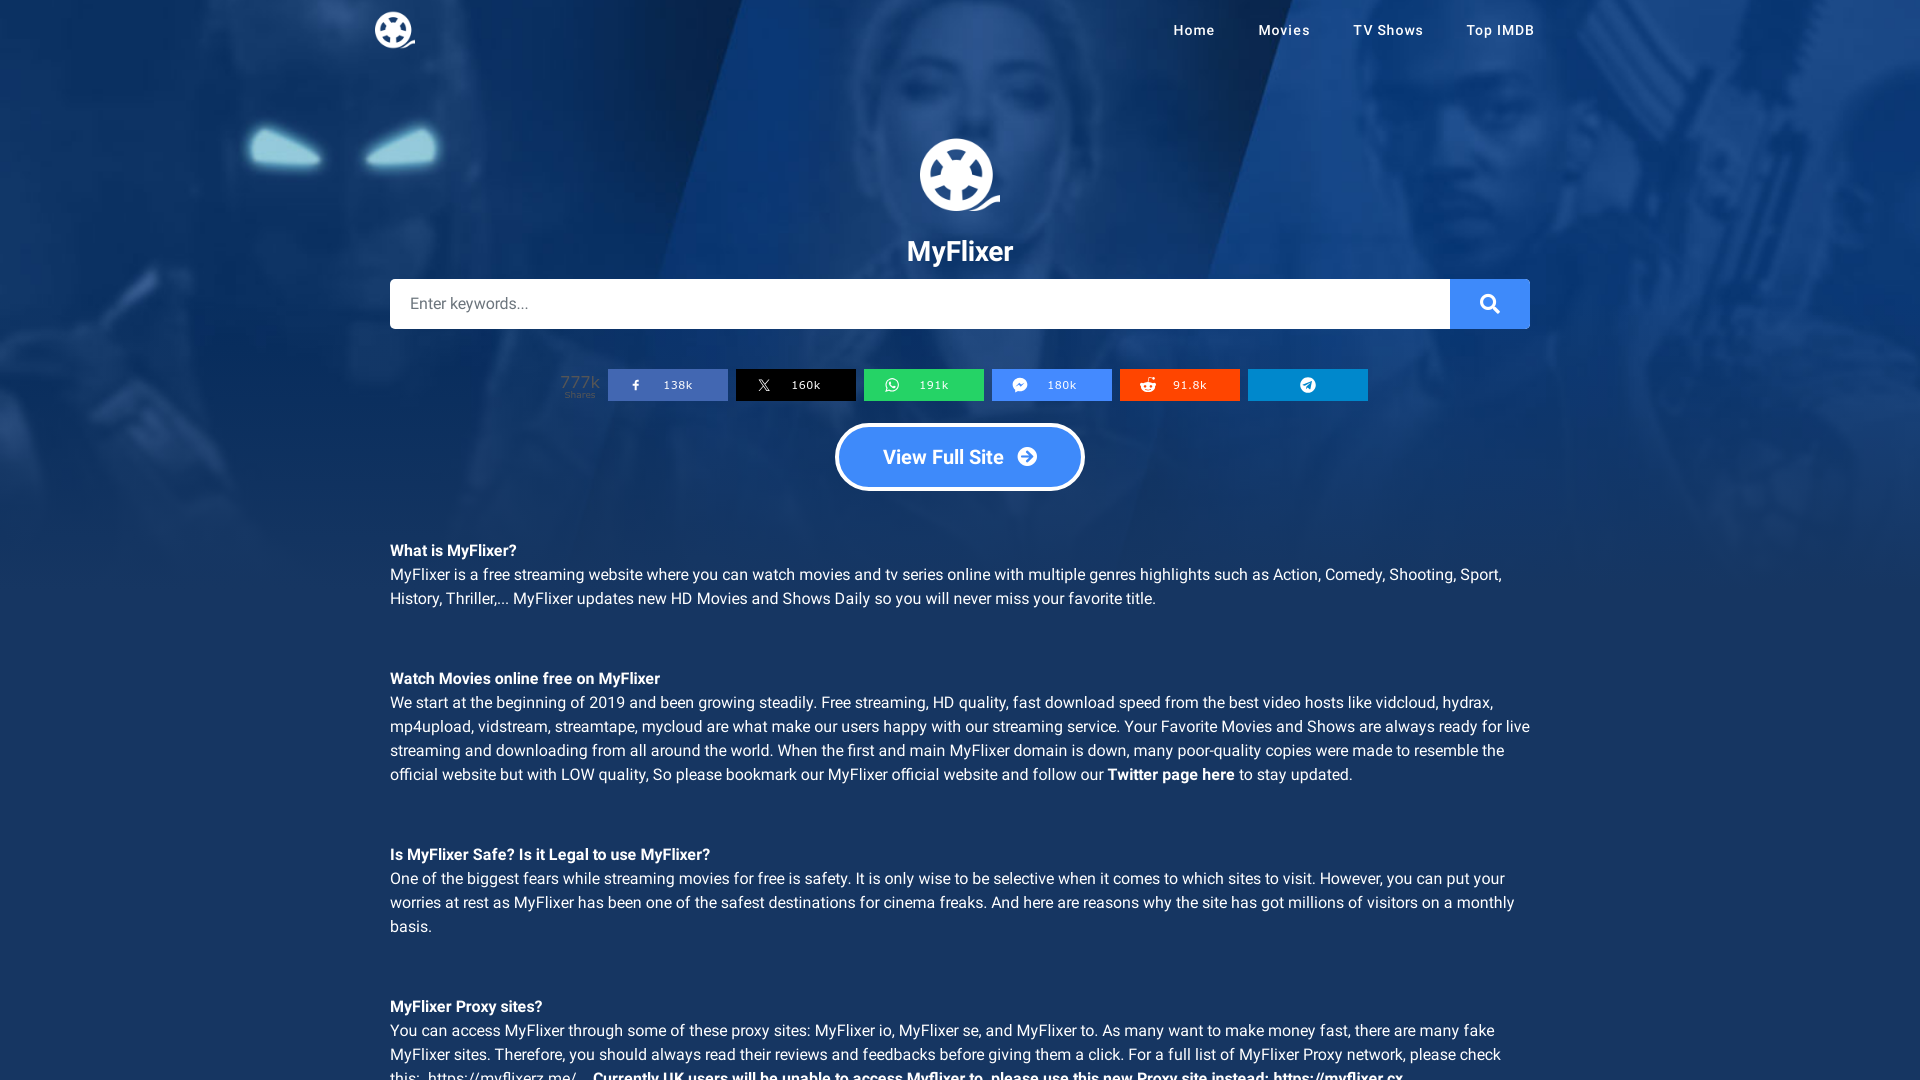 Home Movies TV Shows Top IMDB
MyFlixer
Enter keywords...
777k
Shares
138k 160k 191k 180k 91.8k
View Full Site
What is MyFlixer?
MyFlixer is a free streaming website where you can watch movies and tv series online with multiple genres highlights such as Action, Comedy, Shooting, Sport,
History, Thriller,... MyFlixer updates new HD Movies and Shows Daily so you will never miss your favorite title.
Watch Movies online free on MyFlixer
We start at the beginning of 2019 and been growing steadily. Free streaming, HD quality, fast download speed from the best video hosts like vidcloud, hydrax,
mp4upload, vidstream, streamtape, mycloud are what make our users happy with our streaming service. Your Favorite Movies and Shows are always ready for live
streaming and downloading from all around the world. When the first and main MyFlixer domain is down, many poor-quality copies were made to resemble the
official website but with LOW quality, So please bookmark our MyFlixer official website and follow our Twitter page here to stay updated.
Is MyFlixer Safe? Is it Legal to use MyFlixer?
One of the biggest fears while streaming movies for free is safety. It is only wise to be selective when it comes to which sites to visit. However, you can put your
worries at rest as MyFlixer has been one of the safest destinations for cinema freaks. And here are reasons why the site has got millions of visitors on a monthly
basis.
MyFlixer Proxy sites?
You can access MyFlixer through some of these proxy sites: MyFlixer io, MyFlixer se, and MyFlixer to. As many want to make money fast, there are many fake
MyFlixer sites. Therefore, you should always read their reviews and feedbacks before giving them a click. For a full list of MyFlixer Proxy network, please check
this: https://myflixerz.me/ Currently UK users will be unable to access Myflixer.to, please use this new Proxy site instead: https://myflixer.cx